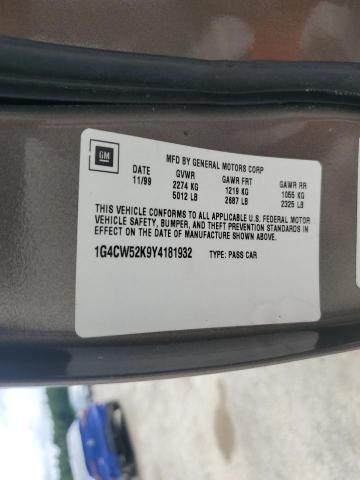 GM
MFD BY GENERAL MOTORS CORP
DATE GVWR GAWR FRT GAWR RR
11/99 2274 KG 1219 KG 1055 KG
5012 LB 2687 LB 2325 LB
THIS VEHICLE CONFORMS TO ALL APPLICABLE U.S. FEDERAL MOTOR
VEHICLE SAFETY, BUMPER, AND THEFT PREVENTION STANDARDS IN
EFFECT ON THE DATE OF MANUFACTURE SHOWN ABOVE.
1G4CW52K9Y4181932 TYPE: PASS CAR